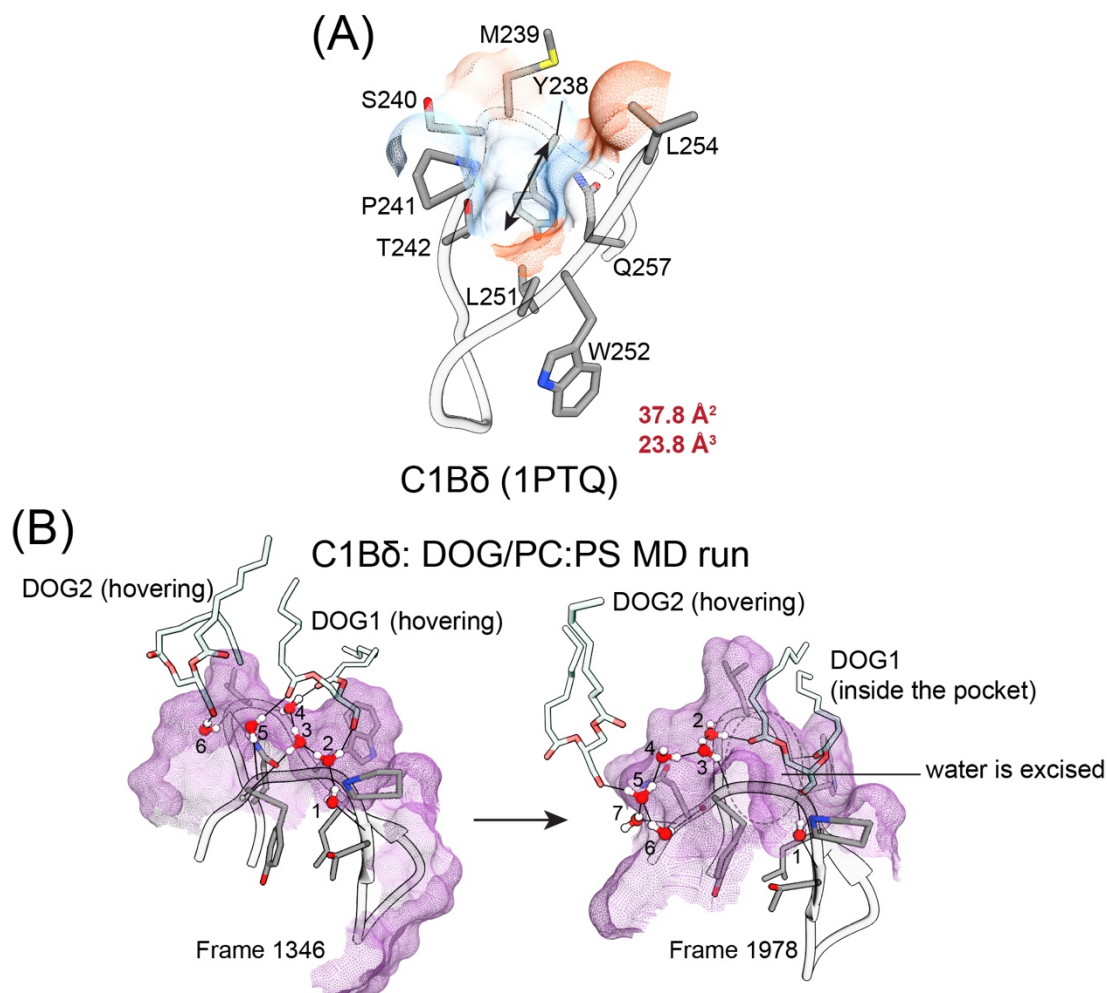 (A)
M239
Y238
S240
L254
P241
T242
Q257
L251
W252
37.8 Å²
23.8 Å³
C1Bδ (1PTQ)
(B)
C1Bδ: DOG/PC:PS MD run
DOG2 (hovering)
DOG1 (hovering)
4
5
3
6
2
1
Frame 1346
DOG2 (hovering)
DOG1
(inside the pocket)
2
4
3
water is excised
5
7
6
1
Frame 1978